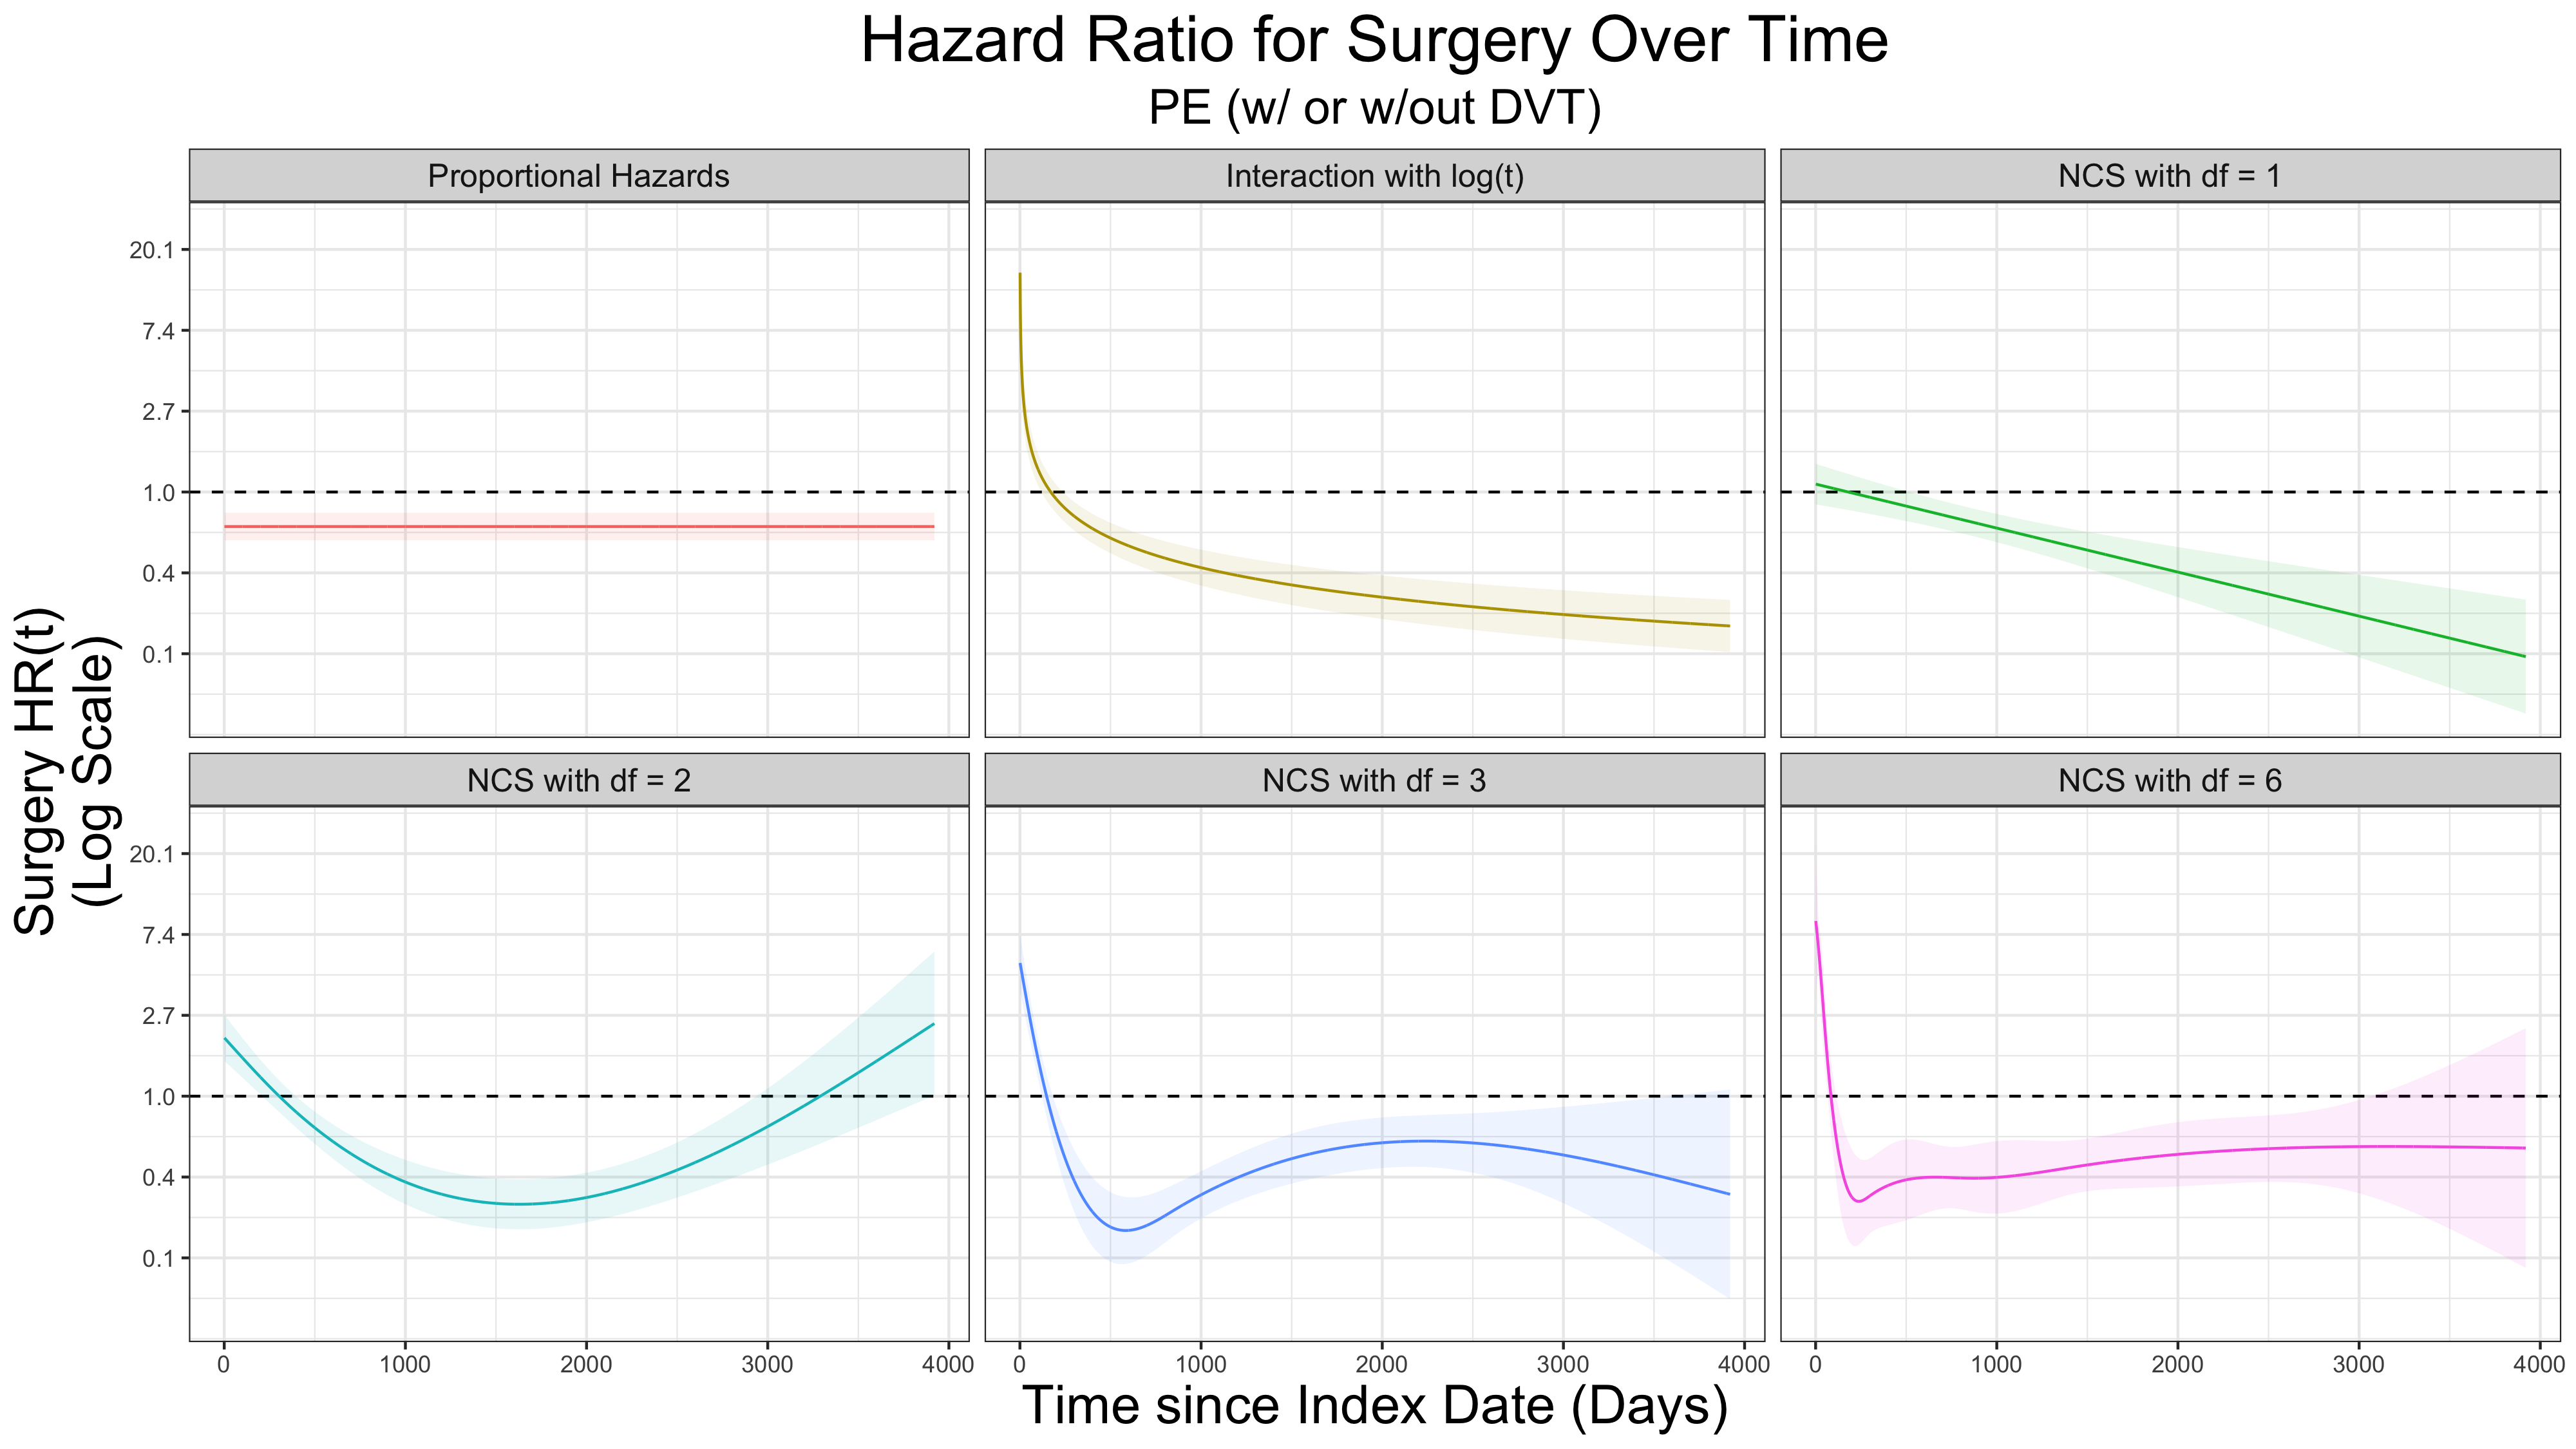 Hazard Ratio for Surgery Over Time
PE (w/ or w/out DVT)
Proportional Hazards
Interaction with log(t)
NCS with df = 1
20.1
7.4
2.7
1.0
0.4
0.1
NCS with df = 2
NCS with df = 3
NCS with df = 6
20.1
7.4
2.7
1.0
0.4
0.1
0 1000 2000 3000 4000
0 1000 2000 3000 4000
0 1000 2000 3000 4000
Surgery HR(t)
(Log Scale)
Time since Index Date (Days)